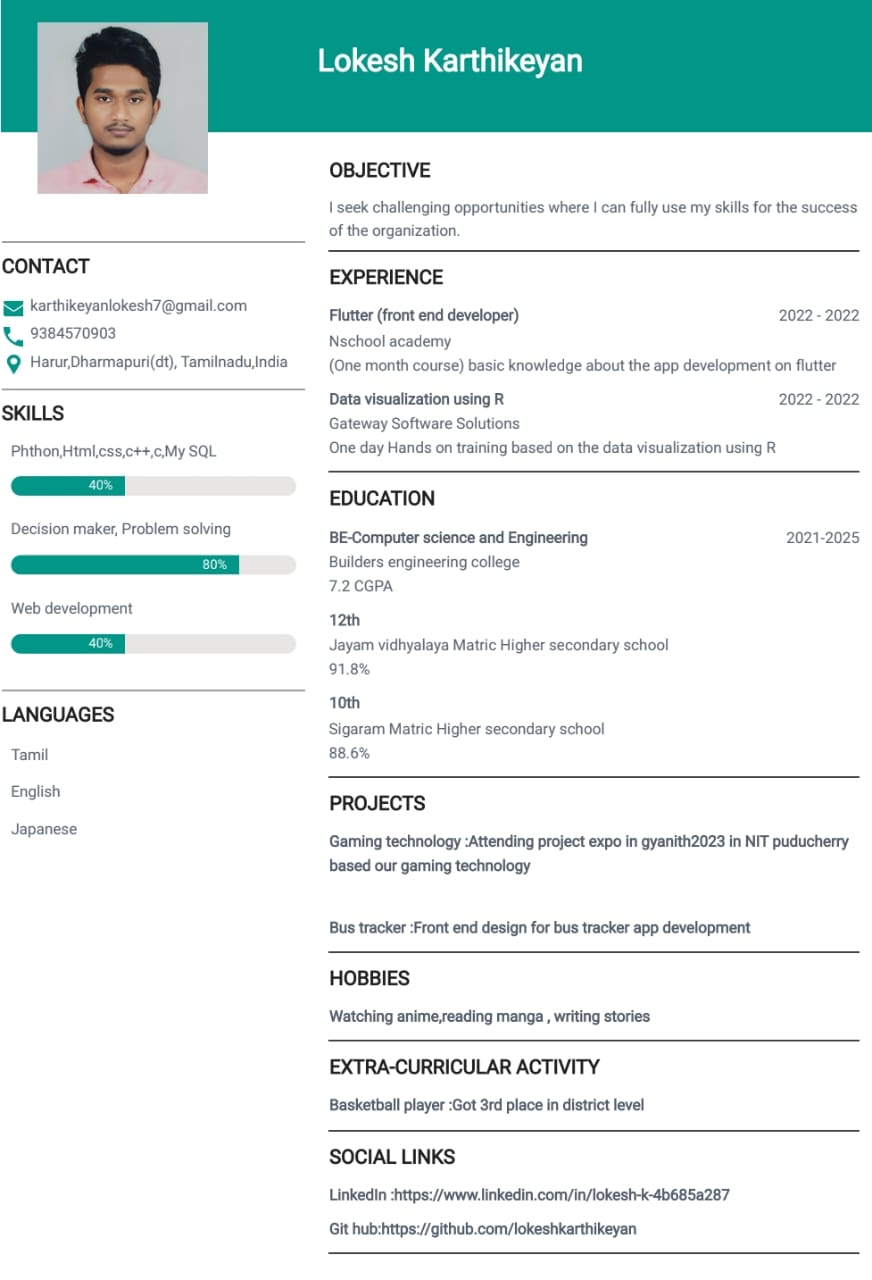 Lokesh Karthikeyan
CONTACT
karthikeyanlokesh7@gmail.com
9384570903
Harur,Dharmapuri(dt), Tamilnadu,India
SKILLS
Phthon,Html,css,c++,c,My SQL
40%
Decision maker, Problem solving
80%
Web development
40%
LANGUAGES
Tamil
English
Japanese
OBJECTIVE
I seek challenging opportunities where I can fully use my skills for the success
of the organization.
EXPERIENCE
Flutter (front end developer) 2022 - 2022
Nschool academy
(One month course) basic knowledge about the app development on flutter
Data visualization using R 2022 - 2022
Gateway Software Solutions
One day Hands on training based on the data visualization using R
EDUCATION
BE-Computer science and Engineering 2021-2025
Builders engineering college
7.2 CGPA
12th
Jayam vidhyalaya Matric Higher secondary school
91.8%
10th
Sigaram Matric Higher secondary school
88.6%
PROJECTS
Gaming technology :Attending project expo in gyanith2023 in NIT puducherry
based our gaming technology
Bus tracker :Front end design for bus tracker app development
HOBBIES
Watching anime,reading manga , writing stories
EXTRA-CURRICULAR ACTIVITY
Basketball player :Got 3rd place in district level
SOCIAL LINKS
LinkedIn :https://www.linkedin.com/in/lokesh-k-4b685a287
Git hub:https://github.com/lokeshkarthikeyan